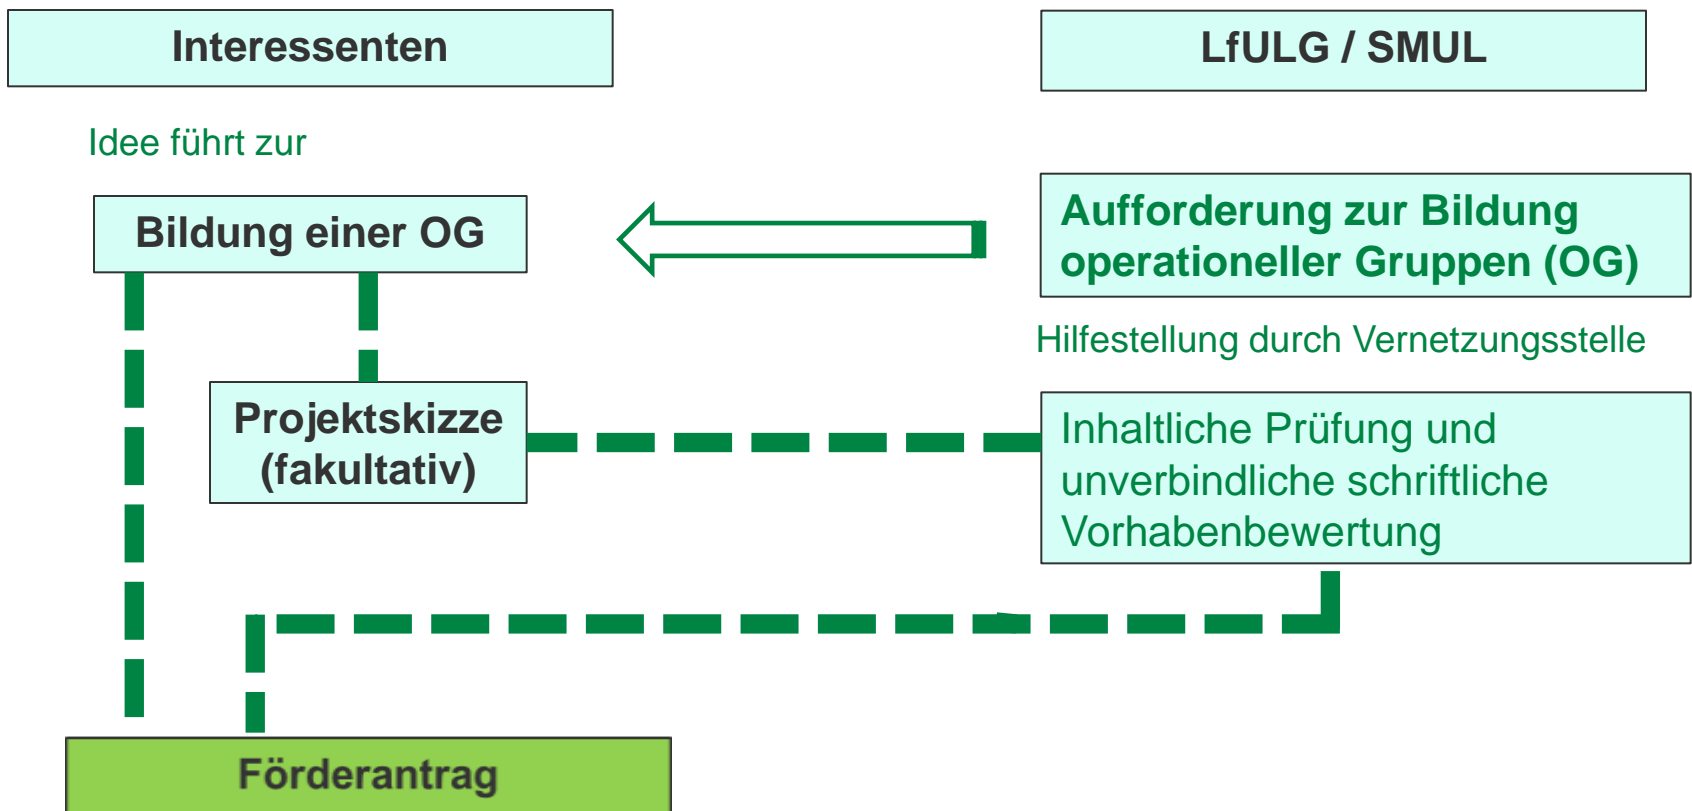 Interessenten
LfULG / SMUL
Idee führt zur
Bildung einer OG
Aufforderung zur Bildung
operationeller Gruppen (OG)
Hilfestellung durch Vernetzungsstelle
Projektskizze
(fakultativ)
Inhaltliche Prüfung und
unverbindliche schriftliche
Vorhabenbewertung
Förderantrag